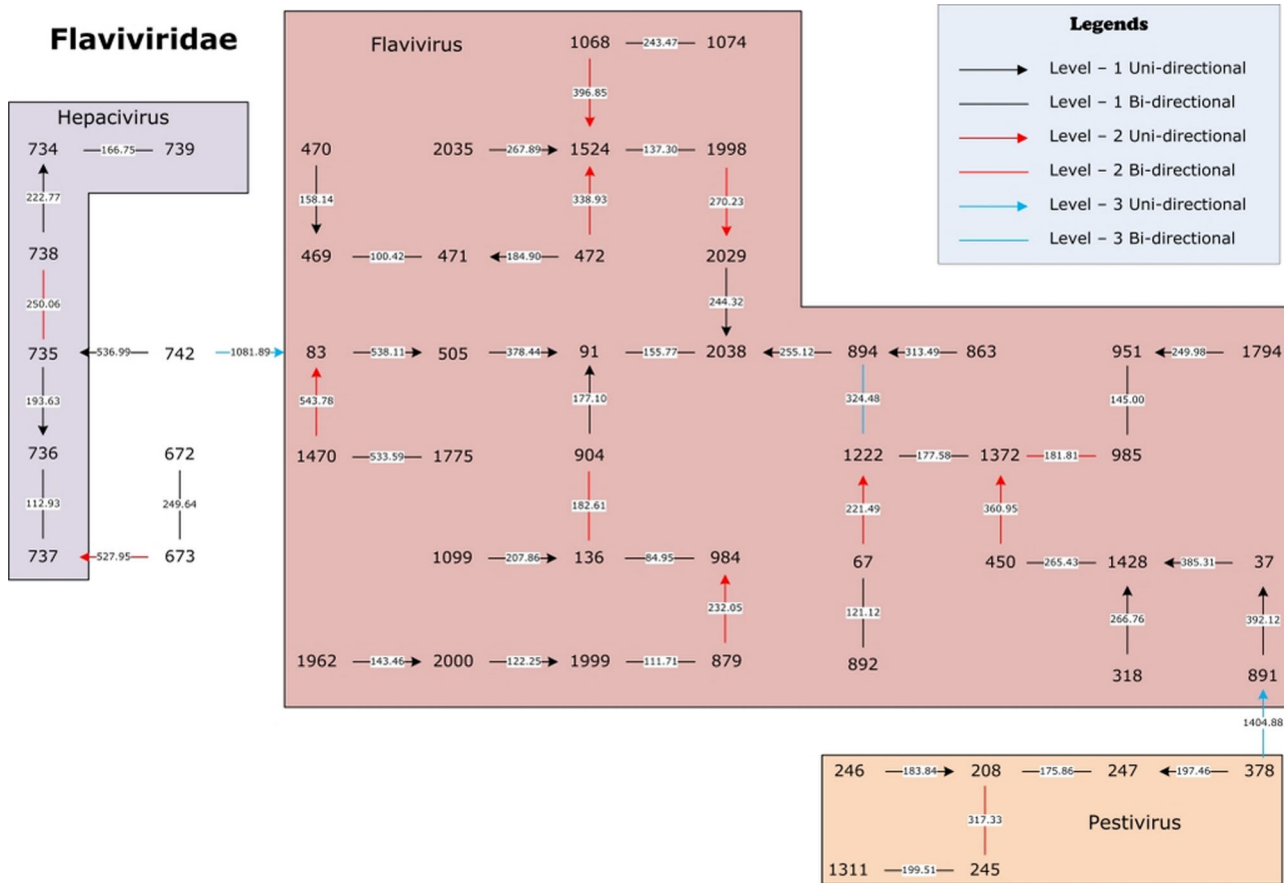 Flaviviridae
Flavivirus
1068 243.47 1074
Legends
Level – 1 Uni-directional
Level – 1 Bi-directional
Level – 2 Uni-directional
Level – 2 Bi-directional
Level – 3 Uni-directional
Level – 3 Bi-directional
396.85
Hepacivirus
734 166.75 739
470 2035 267.89 1524 137.30 1998
222.77 158.14 338.93 270.23
738 469 100.42 471 184.90 472 2029
250.06 244.32
735 536.99 742 1081.89 83 538.11 505 378.44 91 155.77 2038 255.12 894 313.49 863 951 249.98 1794
193.63 543.78 177.10 324.48 145.00
736 672 1470 533.59 1775 904 1222 177.58 1372 181.81 985
112.93 249.64 182.61 221.49 360.95
737 527.95 673 1099 207.86 136 84.95 984 67 450 265.43 1428 385.31 37
232.05 121.12 266.76 392.12
1962 143.46 2000 122.25 1999 111.71 879 892 318 891
1404.88
246 183.84 208 175.86 247 197.46 378
317.33 Pestivirus
1311 199.51 245